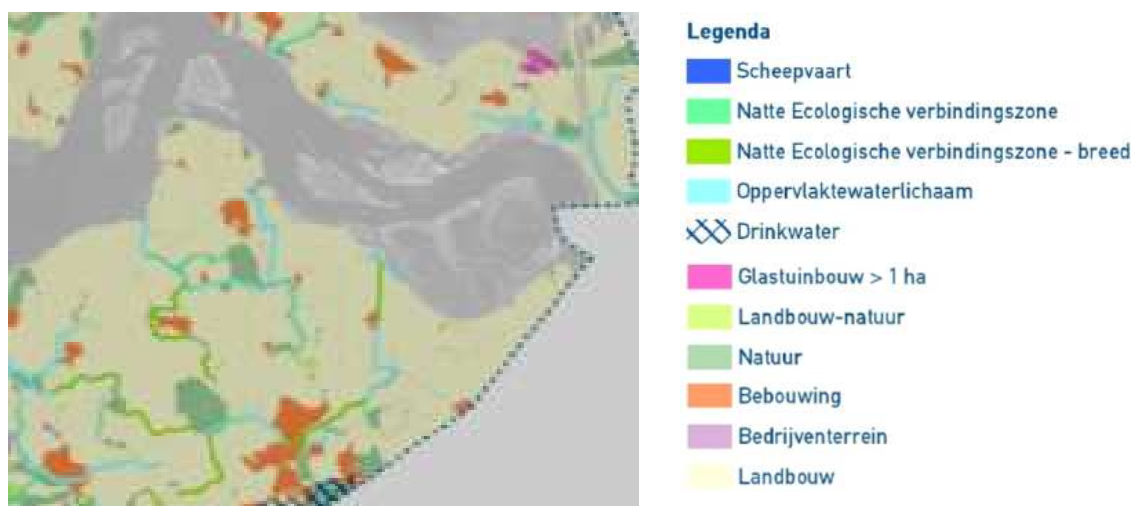 Legenda
Scheepvaart
Natte Ecologische verbindingszone
Natte Ecologische verbindingszone - breed
Oppervlaktewaterlichaam
Drinkwater
Glastuinbouw > 1 ha
Landbouw-natuur
Natuur
Bebouwing
Bedrijventerrein
Landbouw